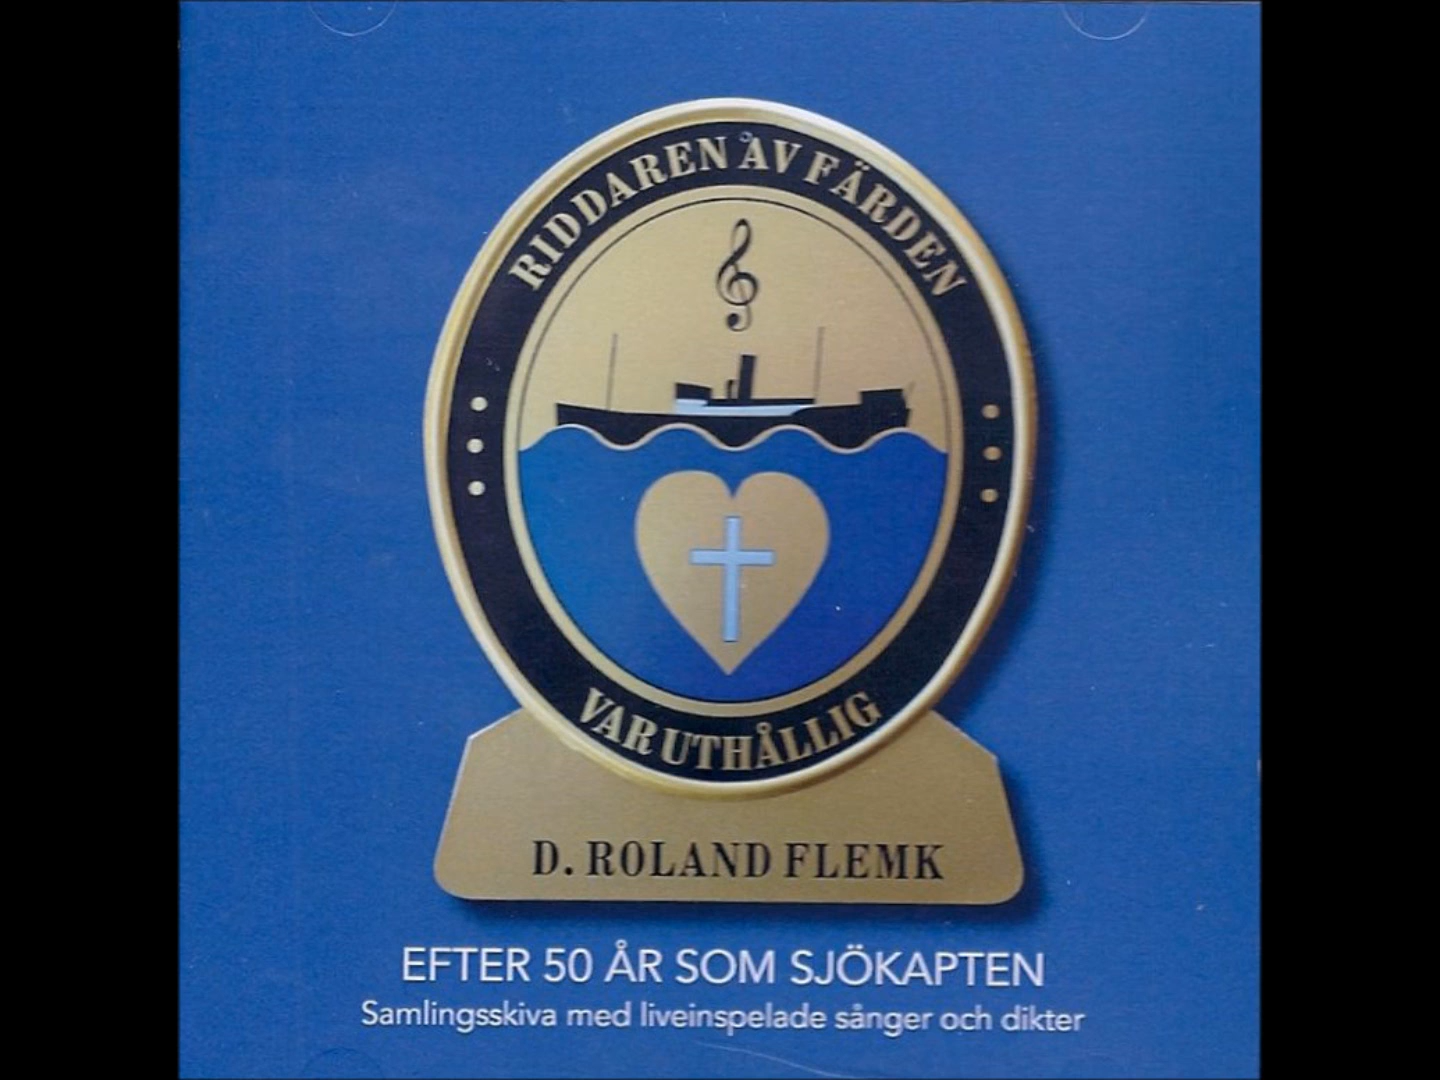 RIDDAREN AV FÄRDEN
VAR UTHÅLLIG
D. ROLAND FLEMK
EFTER 50 ÅR SOM SJÖKAPTEN
Samlingsskiva med liveinspelade sånger och dikter